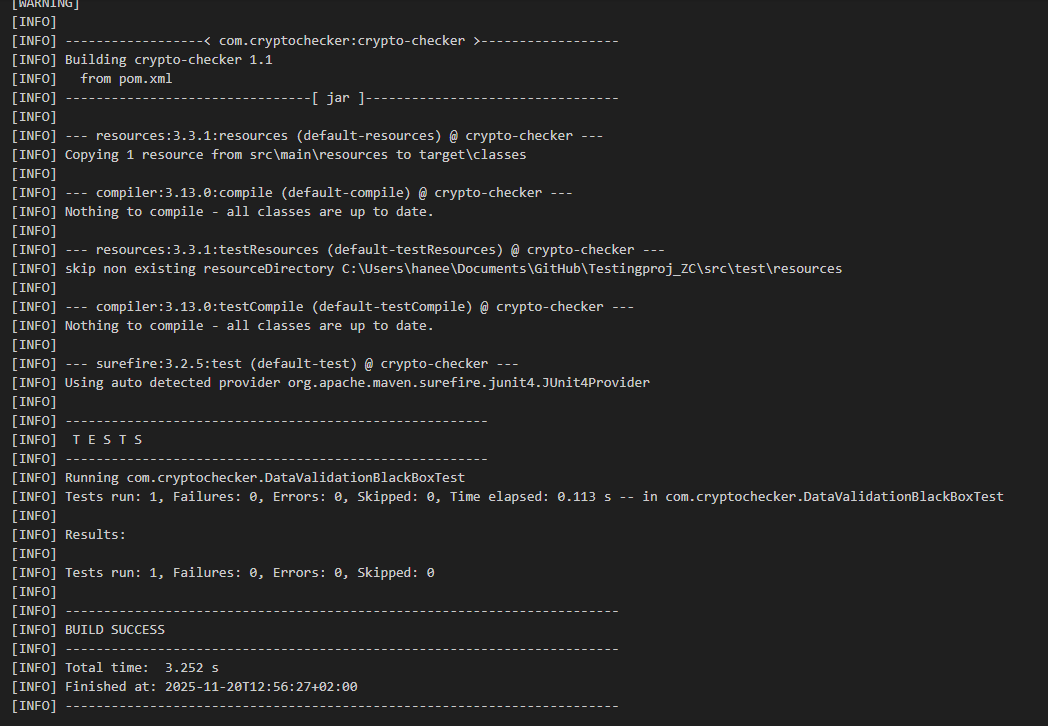 [WARNING]
[INFO]
[INFO] ------------------< com.cryptochecker:crypto-checker >------------------
[INFO] Building crypto-checker 1.1
[INFO]   from pom.xml
[INFO] --------------------------------[ jar ]---------------------------------
[INFO]
[INFO] --- resources:3.3.1:resources (default-resources) @ crypto-checker ---
[INFO] Copying 1 resource from src\main\resources to target\classes
[INFO]
[INFO] --- compiler:3.13.0:compile (default-compile) @ crypto-checker ---
[INFO] Nothing to compile - all classes are up to date.
[INFO]
[INFO] --- resources:3.3.1:testResources (default-testResources) @ crypto-checker ---
[INFO] skip non existing resourceDirectory C:\Users\hanee\Documents\GitHub\Testingproj_ZC\src\test\resources
[INFO]
[INFO] --- compiler:3.13.0:testCompile (default-testCompile) @ crypto-checker ---
[INFO] Nothing to compile - all classes are up to date.
[INFO]
[INFO] --- surefire:3.2.5:test (default-test) @ crypto-checker ---
[INFO] Using auto detected provider org.apache.maven.surefire.junit4.JUnit4Provider
[INFO]
[INFO] -------------------------------------------------------
[INFO]  T E S T S
[INFO] -------------------------------------------------------
[INFO] Running com.cryptochecker.DataValidationBlackBoxTest
[INFO] Tests run: 1, Failures: 0, Errors: 0, Skipped: 0, Time elapsed: 0.113 s -- in com.cryptochecker.DataValidationBlackBoxTest
[INFO]
[INFO] Results:
[INFO]
[INFO] Tests run: 1, Failures: 0, Errors: 0, Skipped: 0
[INFO]
[INFO] ------------------------------------------------------------------------
[INFO] BUILD SUCCESS
[INFO] ------------------------------------------------------------------------
[INFO] Total time:  3.252 s
[INFO] Finished at: 2025-11-20T12:56:27+02:00
[INFO] ------------------------------------------------------------------------